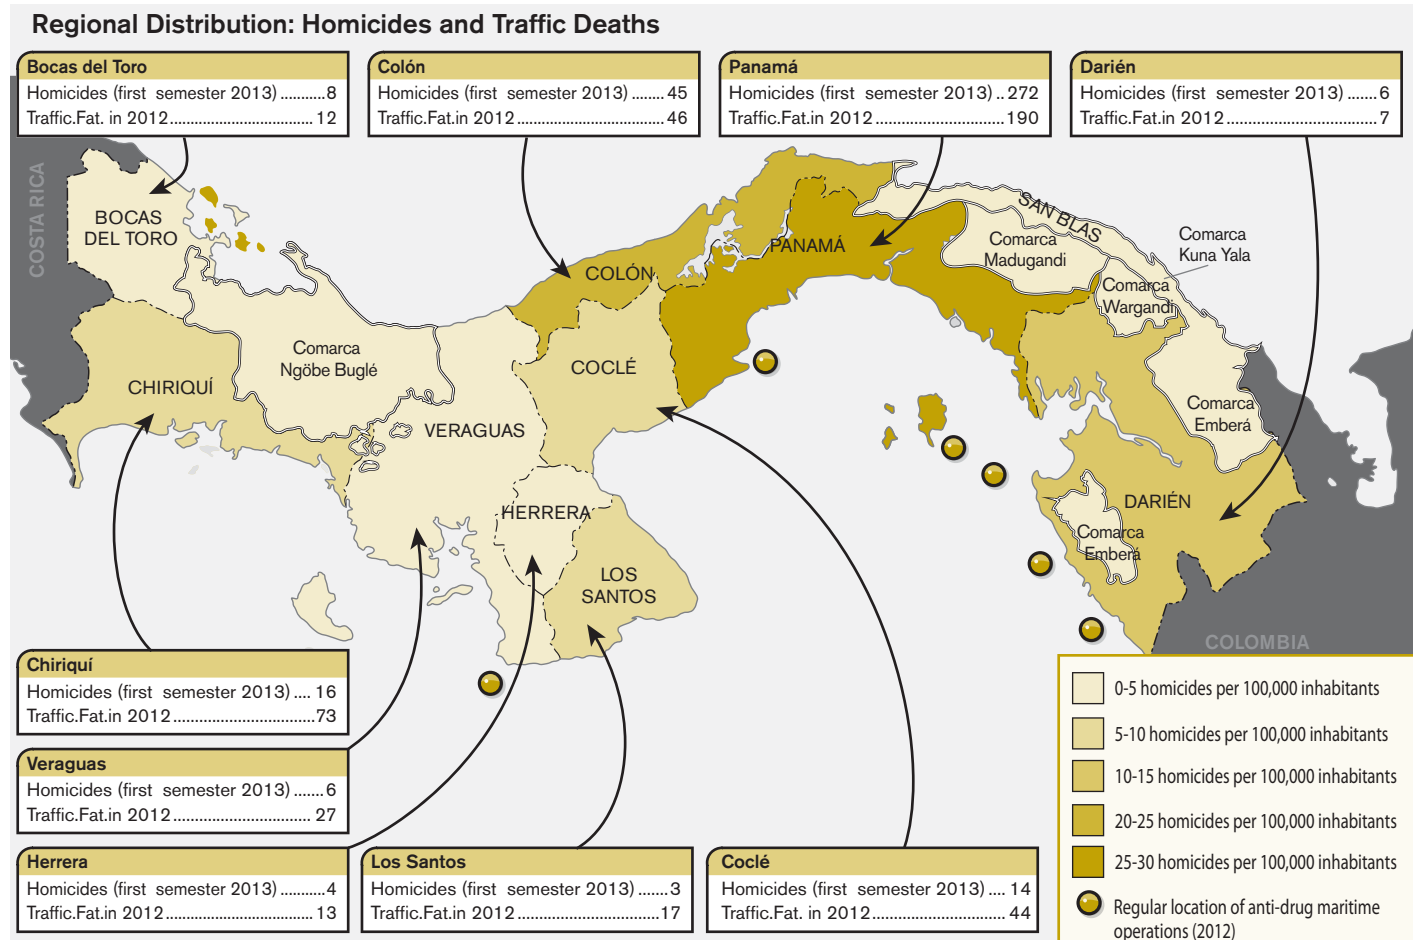 Regional Distribution: Homicides and Traffic Deaths
Bocas del Toro
Homicides (first semester 2013) ..........8
Traffic.Fat. in 2012................................. 12
Colón
Homicides (first semester 2013) ........ 45
Traffic.Fat.in 2012.................................. 46
Panamá
Homicides (first semester 2013) .. 272
Traffic.Fat.in 2012..............................190
Darién
Homicides (first semester 2013) .......6
Traffic.Fat.in 2012...................................7
COSTA RICA
BOCAS
DEL TORO
COLÓN
PANAMÁ
SAN BLAS
Comarca
Madugandi
Comarca
Kuna Yala
Comarca
Wargandi
Comarca
Ngöbe Buglé
CHIRIQUÍ
COCLÉ
VERAGUAS
Comarca
Emberá
HERRERA
DARIÉN
Comarca
Emberá
LOS
SANTOS
COLOMBIA
Chiriquí
Homicides (first semester 2013) .... 16
Traffic.Fat.in 2012.................................73
Veraguas
Homicides (first semester 2013) .......6
Traffic.Fat.in 2012................................ 27
Herrera
Homicides (first semester 2013) ..........4
Traffic.Fat.in 2012.................................. 13
Los Santos
Homicides (first semester 2013) .......3
Traffic.Fat.in 2012................................17
Coclé
Homicides (first semester 2013) .... 14
Traffic.Fat. in 2012............................... 44
0-5 homicides per 100,000 inhabitants
5-10 homicides per 100,000 inhabitants
10-15 homicides per 100,000 inhabitants
20-25 homicides per 100,000 inhabitants
25-30 homicides per 100,000 inhabitants
Regular location of anti-drug maritime
operations (2012)